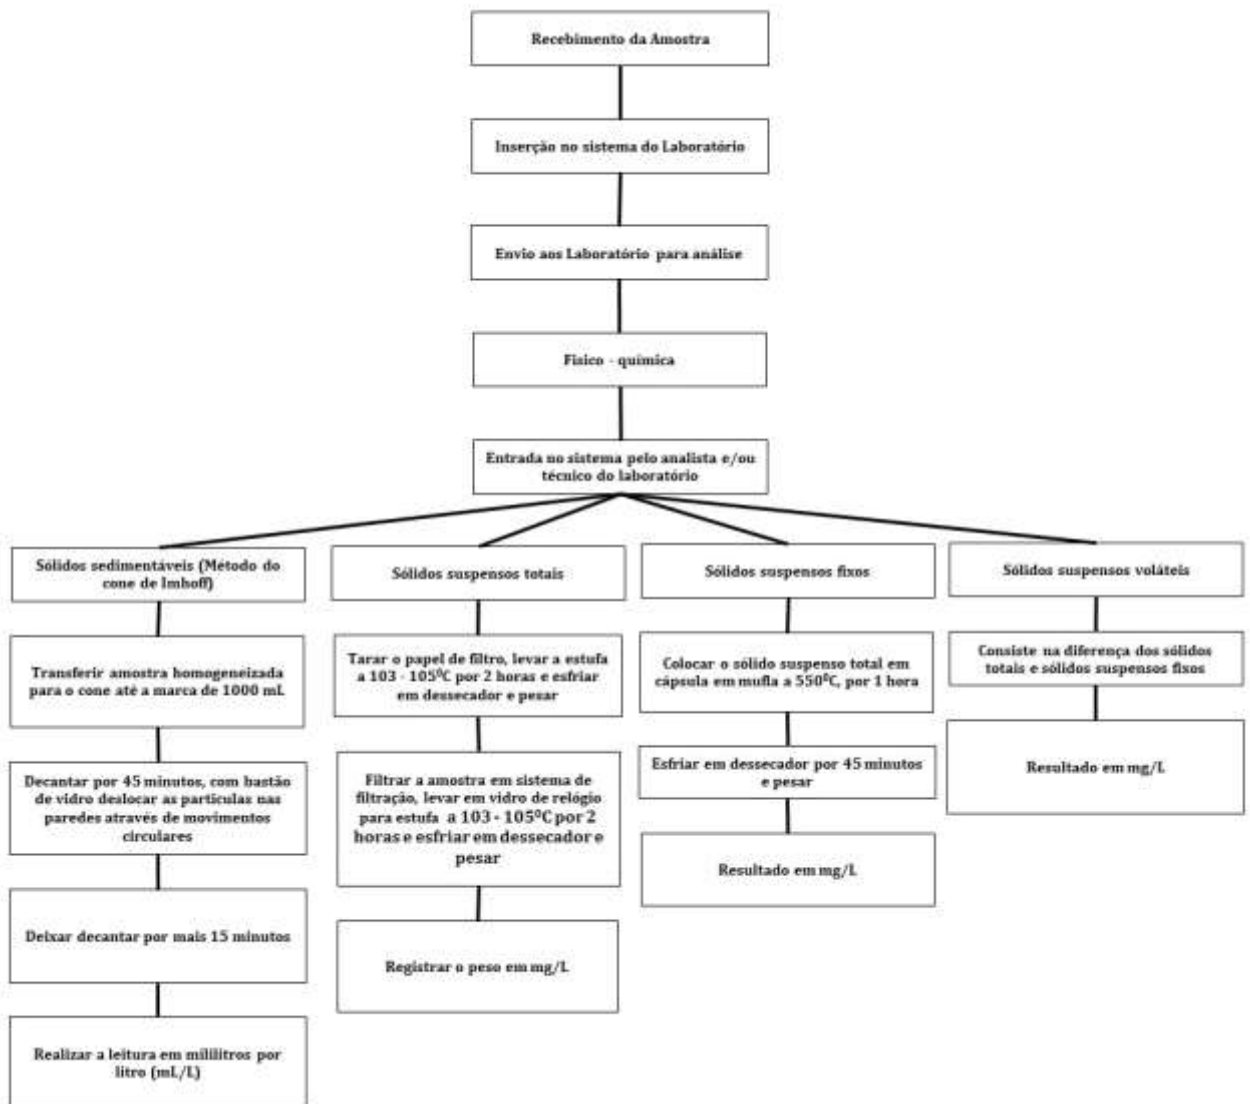 Recebimento da Amostra
Inserção no sistema do Laboratório
Envio aos Laboratório para análise
Fisico - química
Entrada no sistema pelo analista e/ou
técnico do laboratório
Sólidos sedimentáveis (Método do
cone de Imhoff)
Transferir amostra homogeneizada
para o cone até a marca de 1000 mL
Decantar por 45 minutos, com bastão
de vidro deslocar as partículas nas
paredes através de movimentos
circulares
Deixar decantar por mais 15 minutos
Realizar a leitura em mililitros por
litro (mL/L)
Sólidos suspensos totais
Tarar o papel de filtro, levar a estufa
a 103 - 105⁰C por 2 horas e esfriar
em dessecador e pesar
Filtrar a amostra em sistema de
filtração, levar em vidro de relógio
para estufa a 103 - 105⁰C por 2
horas e esfriar em dessecador e
pesar
Registrar o peso em mg/L
Sólidos suspensos fixos
Colocar o sólido suspenso total em
cápsula em mufla a 550⁰C, por 1 hora
Esfriar em dessecador por 45 minutos
e pesar
Resultado em mg/L
Sólidos suspensos voláteis
Consiste na diferença dos sólidos
totais e sólidos suspensos fixos
Resultado em mg/L